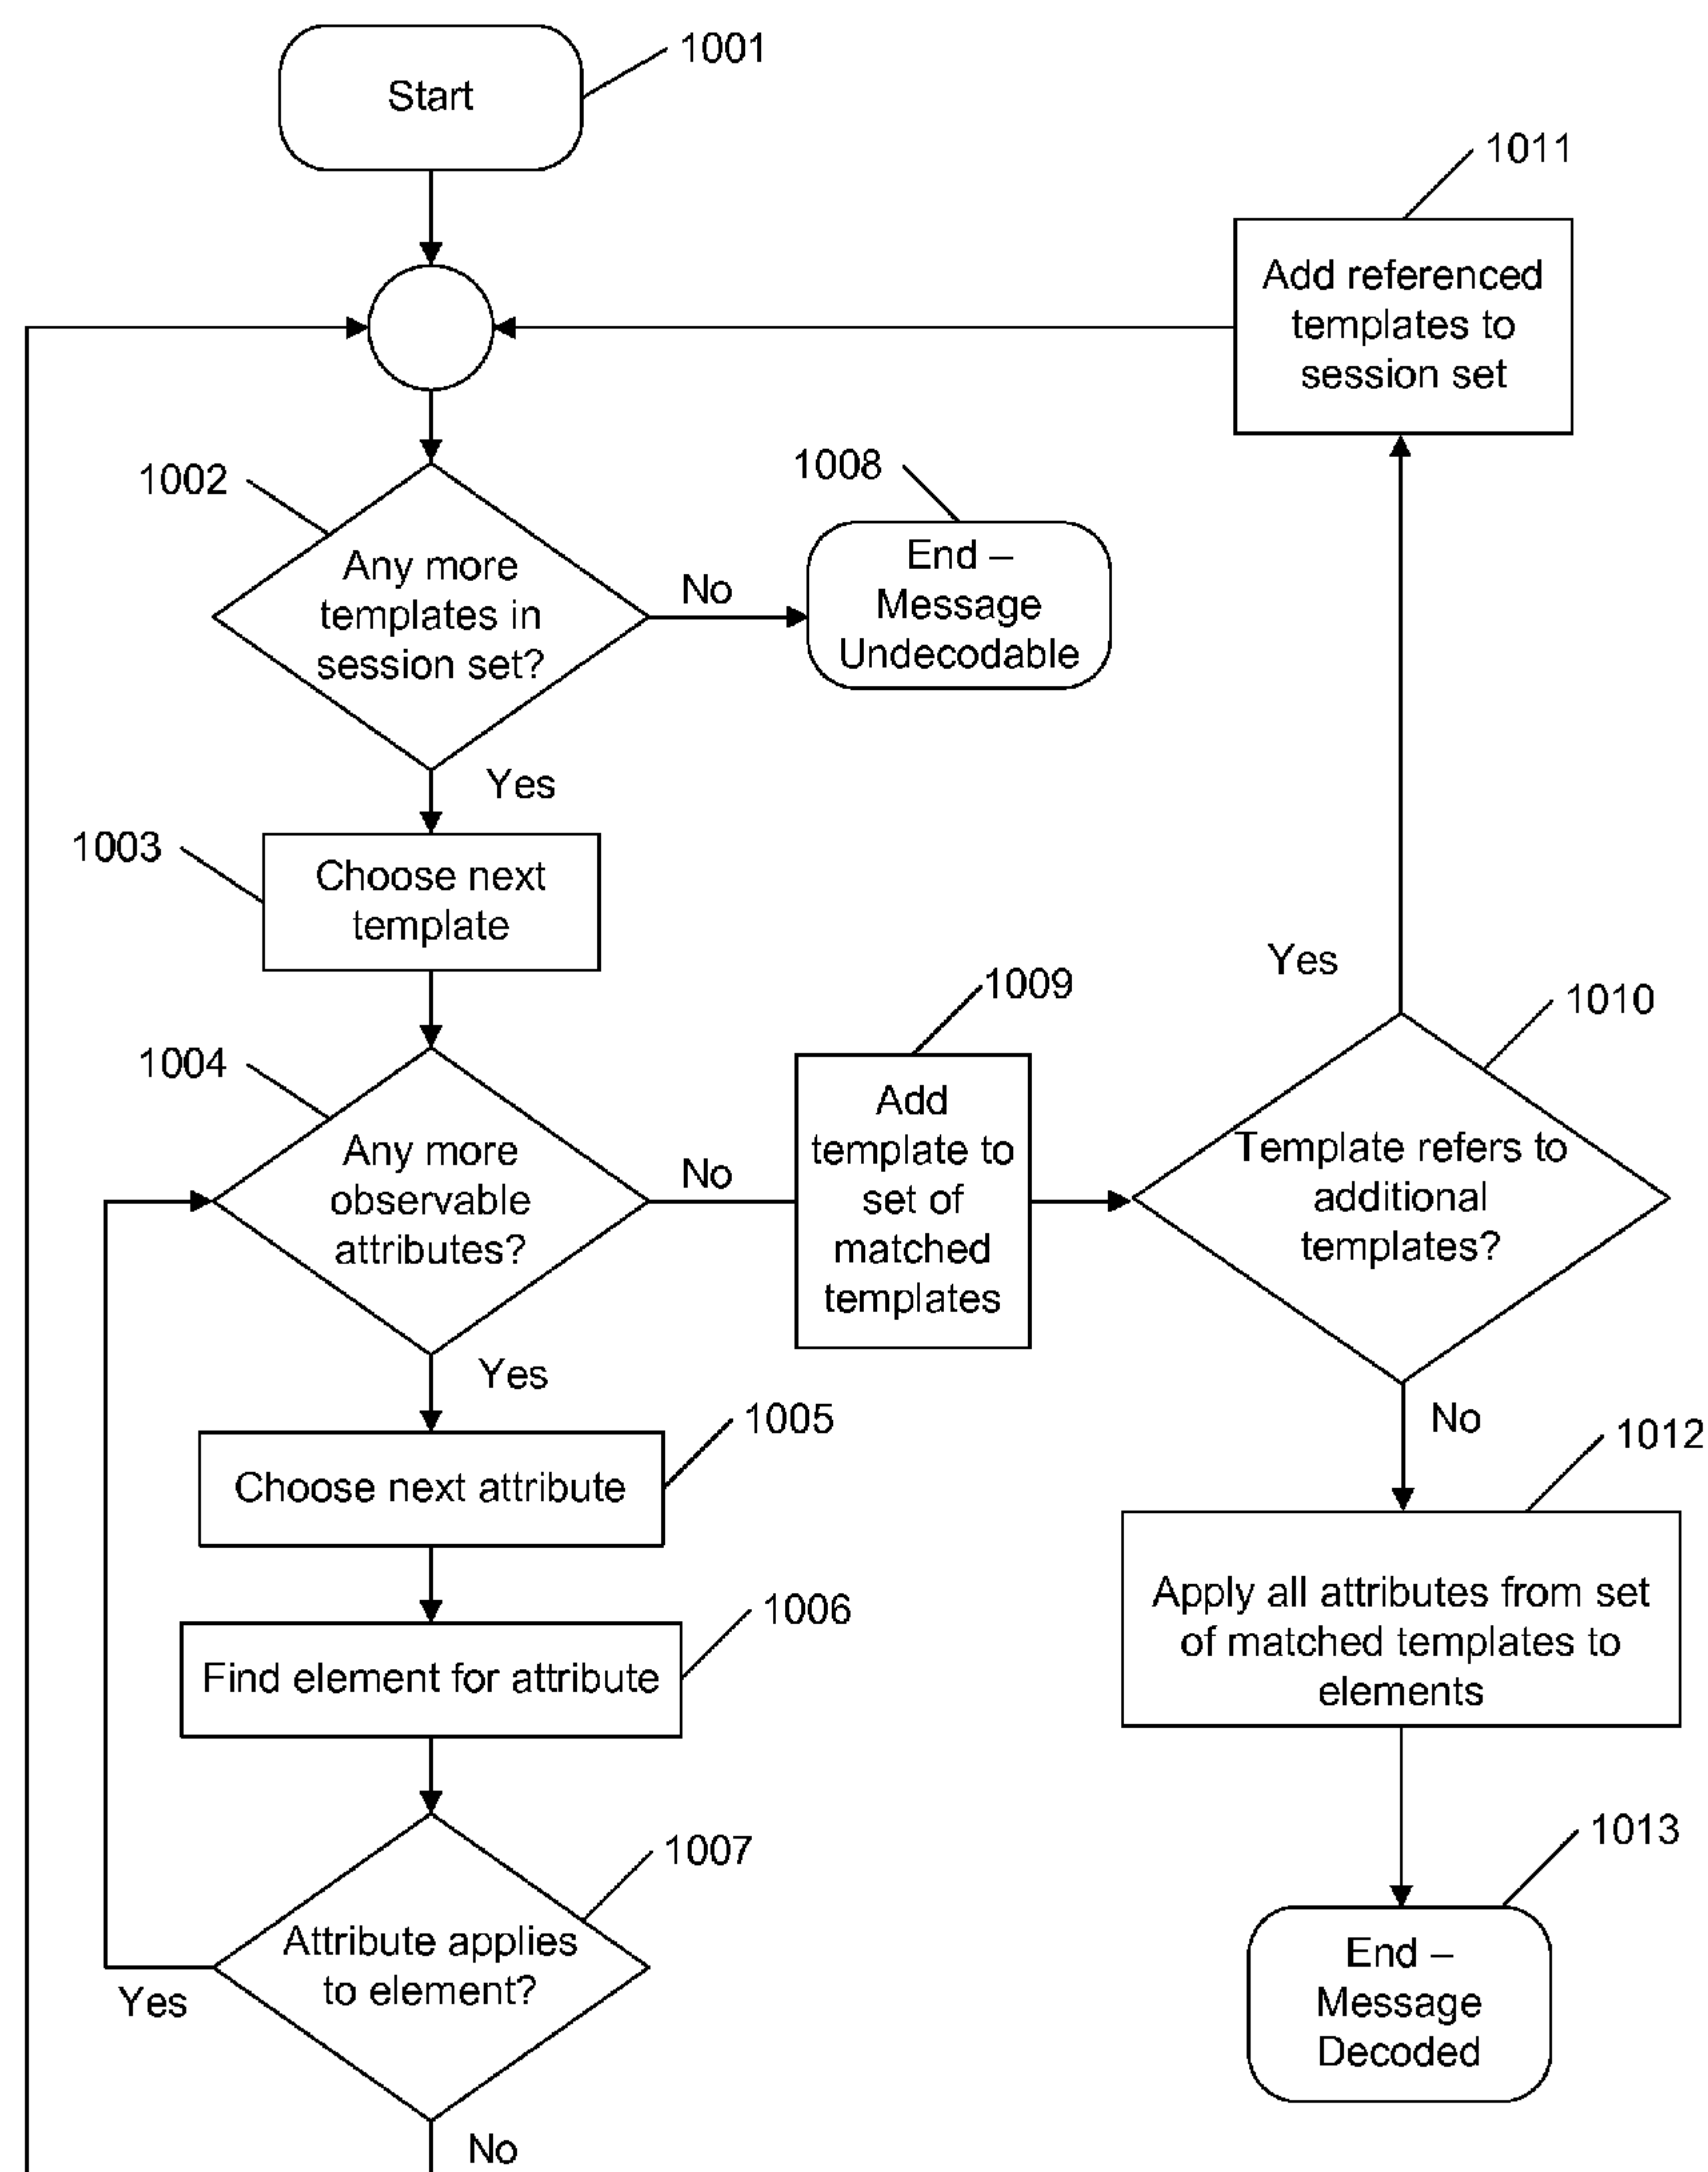 Start
1001
1011
Add referenced
templates to
session set
1002
Any more
templates in
session set?
No
1008
End –
Message
Undecodable
Yes
1003
Choose next
template
1004
Any more
observable
attributes?
No
1009
Add
template to
set of
matched
templates
Yes
1010
Template refers to
additional
templates?
Yes
1005
Choose next attribute
No
1012
Apply all attributes from set
of matched templates to
elements
1006
Find element for attribute
1007
Attribute applies
to element?
Yes
No
1013
End –
Message
Decoded